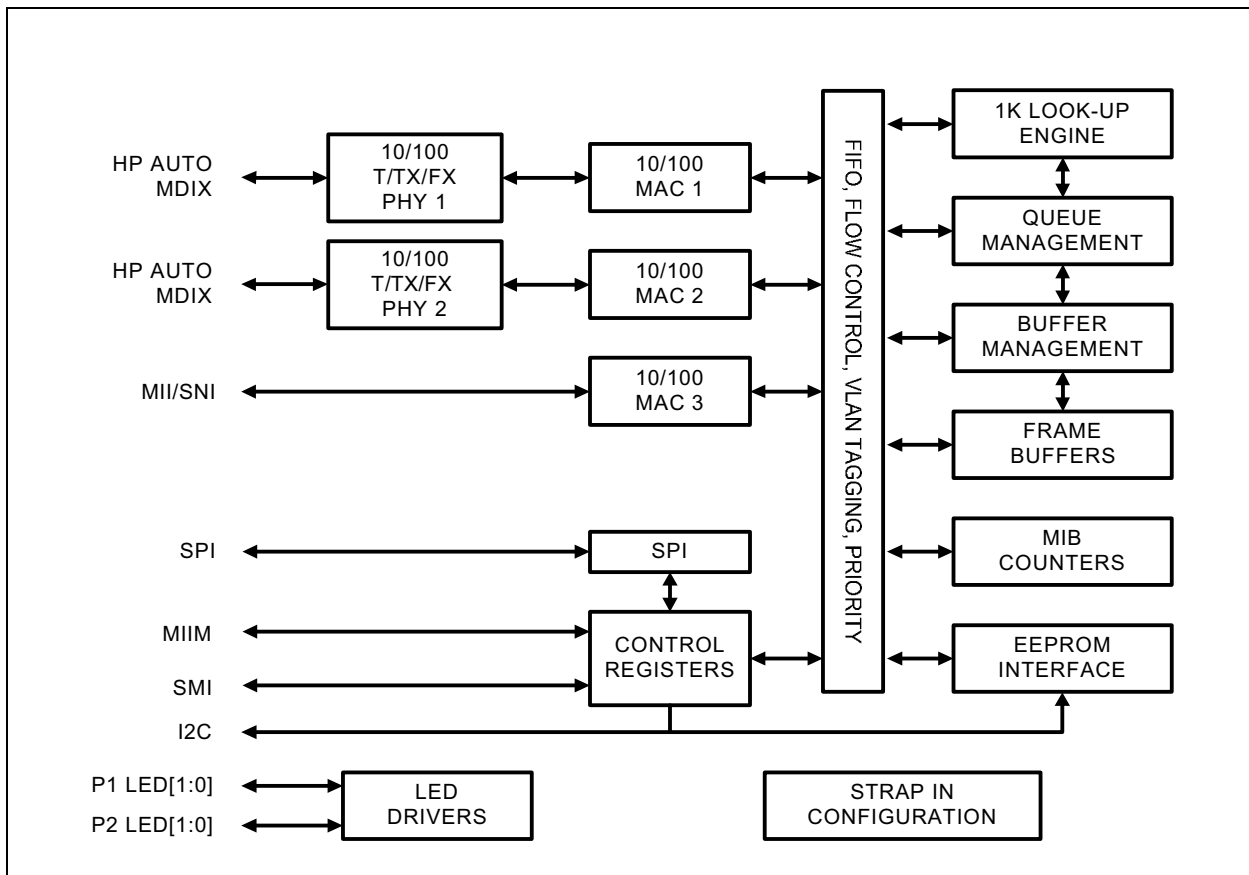 HP AUTO
MDIX
10/100
T/TX/FX
PHY 1
10/100
MAC 1
HP AUTO
MDIX
10/100
T/TX/FX
PHY 2
10/100
MAC 2
MII/SNI
10/100
MAC 3
SPI
SPI
MIIM
SMI
CONTROL
REGISTERS
I2C
P1 LED[1:0]
P2 LED[1:0]
LED
DRIVERS
FIFO, FLOW CONTROL, VLAN TAGGING, PRIORITY
1K LOOK-UP
ENGINE
QUEUE
MANAGEMENT
BUFFER
MANAGEMENT
FRAME
BUFFERS
MIB
COUNTERS
EEPROM
INTERFACE
STRAP IN
CONFIGURATION